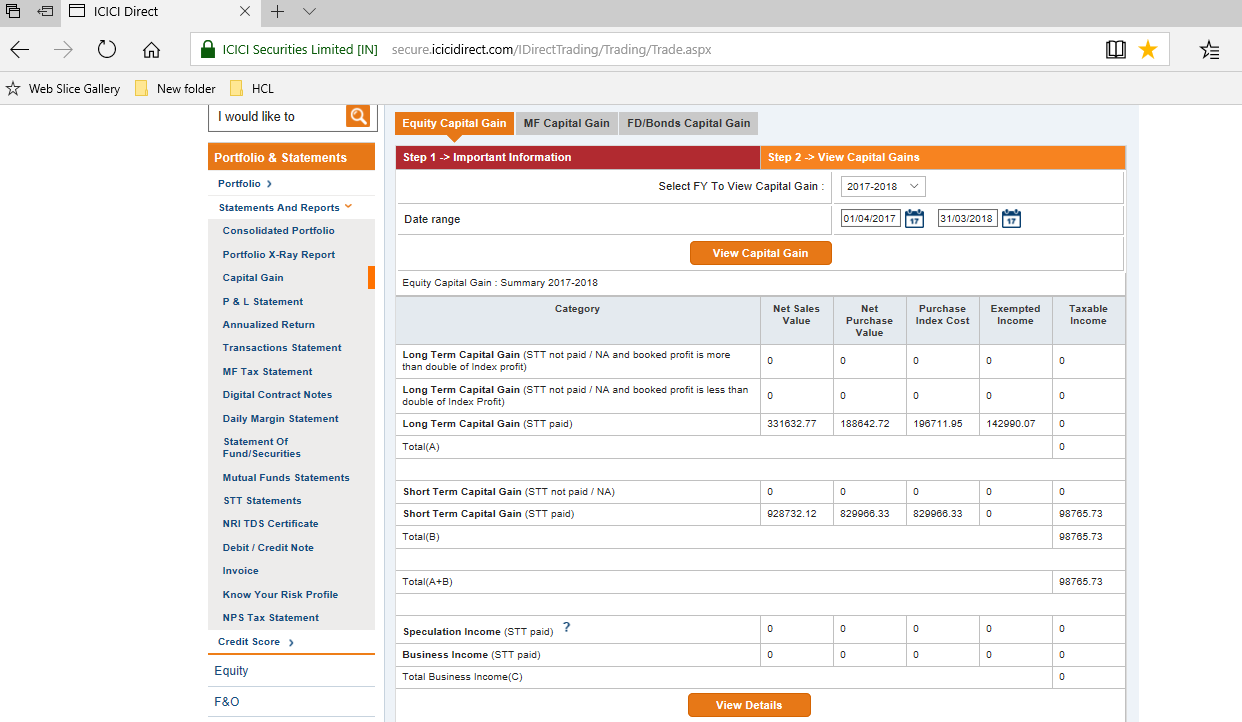 ICICI Direct
ICICI Securities Limited [IN] secure.icicidirect.com/IDirectTrading/Trading/Trade.aspx
Web Slice Gallery New folder HCL
I would like to
Portfolio & Statements
Portfolio
Statements And Reports
Consolidated Portfolio
Portfolio X-Ray Report
Capital Gain
P & L Statement
Annualized Return
Transactions Statement
MF Tax Statement
Digital Contract Notes
Daily Margin Statement
Statement Of
Fund/Securities
Mutual Funds Statements
STT Statements
NRI TDS Certificate
Debit / Credit Note
Invoice
Know Your Risk Profile
NPS Tax Statement
Credit Score
Equity
F&O
Equity Capital Gain MF Capital Gain FD/Bonds Capital Gain
Step 1 -> Important Information Step 2 -> View Capital Gains
Select FY To View Capital Gain : 2017-2018
Date range 01/04/2017 17 31/03/2018 17
View Capital Gain
Equity Capital Gain : Summary 2017-2018
Category Net Sales Value Net Purchase Value Purchase Index Cost Exempted Income Taxable Income
Long Term Capital Gain (STT not paid / NA and booked profit is more
than double of Index profit) 0 0 0 0 0
Long Term Capital Gain (STT not paid / NA and booked profit is less than
double of Index Profit) 0 0 0 0 0
Long Term Capital Gain (STT paid) 331632.77 188642.72 196711.95 142990.07 0
Total(A) 0
Short Term Capital Gain (STT not paid / NA) 0 0 0 0 0
Short Term Capital Gain (STT paid) 928732.12 829966.33 829966.33 0 98765.73
Total(B) 98765.73
Total(A+B) 98765.73
Speculation Income (STT paid) ? 0 0 0 0 0
Business Income (STT paid) 0 0 0 0 0
Total Business Income(C) 0
View Details